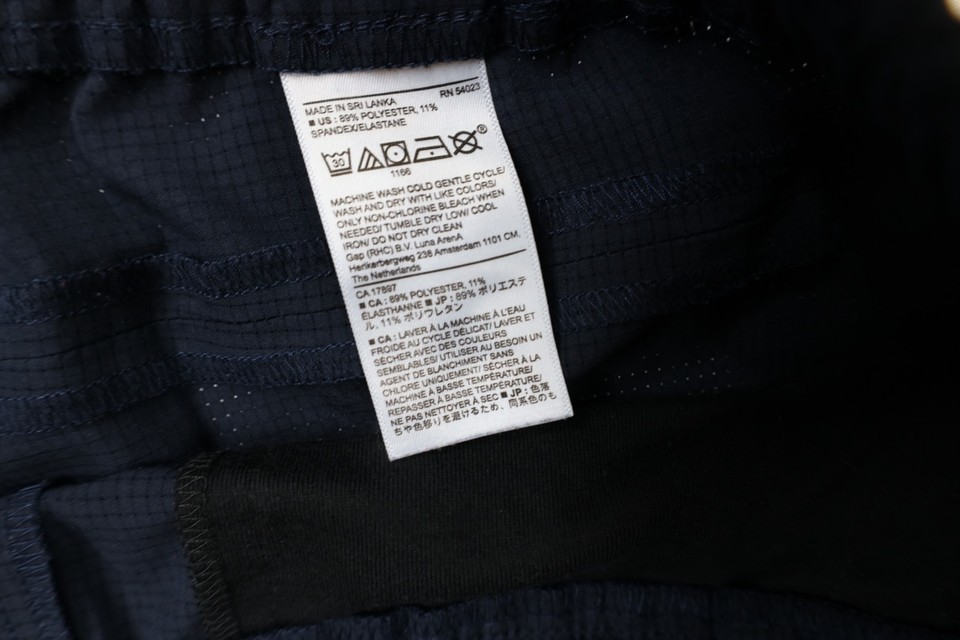 RN 54023
MADE IN SRI LANKA
■ US : 89% POLYESTER, 11%
SPANDEX/ELASTANE
30
®
1166
MACHINE WASH COLD GENTLE CYCLE/
WASH AND DRY WITH LIKE COLORS/
ONLY NON-CHLORINE BLEACH WHEN
NEEDED/ TUMBLE DRY LOW/ COOL
IRON/ DO NOT DRY CLEAN
Gap (RHC) B.V. Luna ArenA
Herikerbergweg 238 Amsterdam 1101 CM,
The Netherlands
CA 17897
■ CA : 89% POLYESTER, 11%
ÉLASTHANNE ■ JP : 89% ポリエステ
ル, 11% ポリウレタン
■ CA : LAVER À LA MACHINE À L'EAU
FROIDE AU CYCLE DÉLICAT/ LAVER ET
SÉCHER AVEC DES COULEURS
SEMBLABLES/ UTILISER AU BESOIN UN
AGENT DE BLANCHIMENT SANS
CHLORE UNIQUEMENT/ SÉCHER À LA
MACHINE À BASSE TEMPÉRATURE/
REPASSER À BASSE TEMPÉRATURE/
NE PAS NETTOYER À SEC ■ JP : 色落
ちや色移りを避けるため、同系色のも